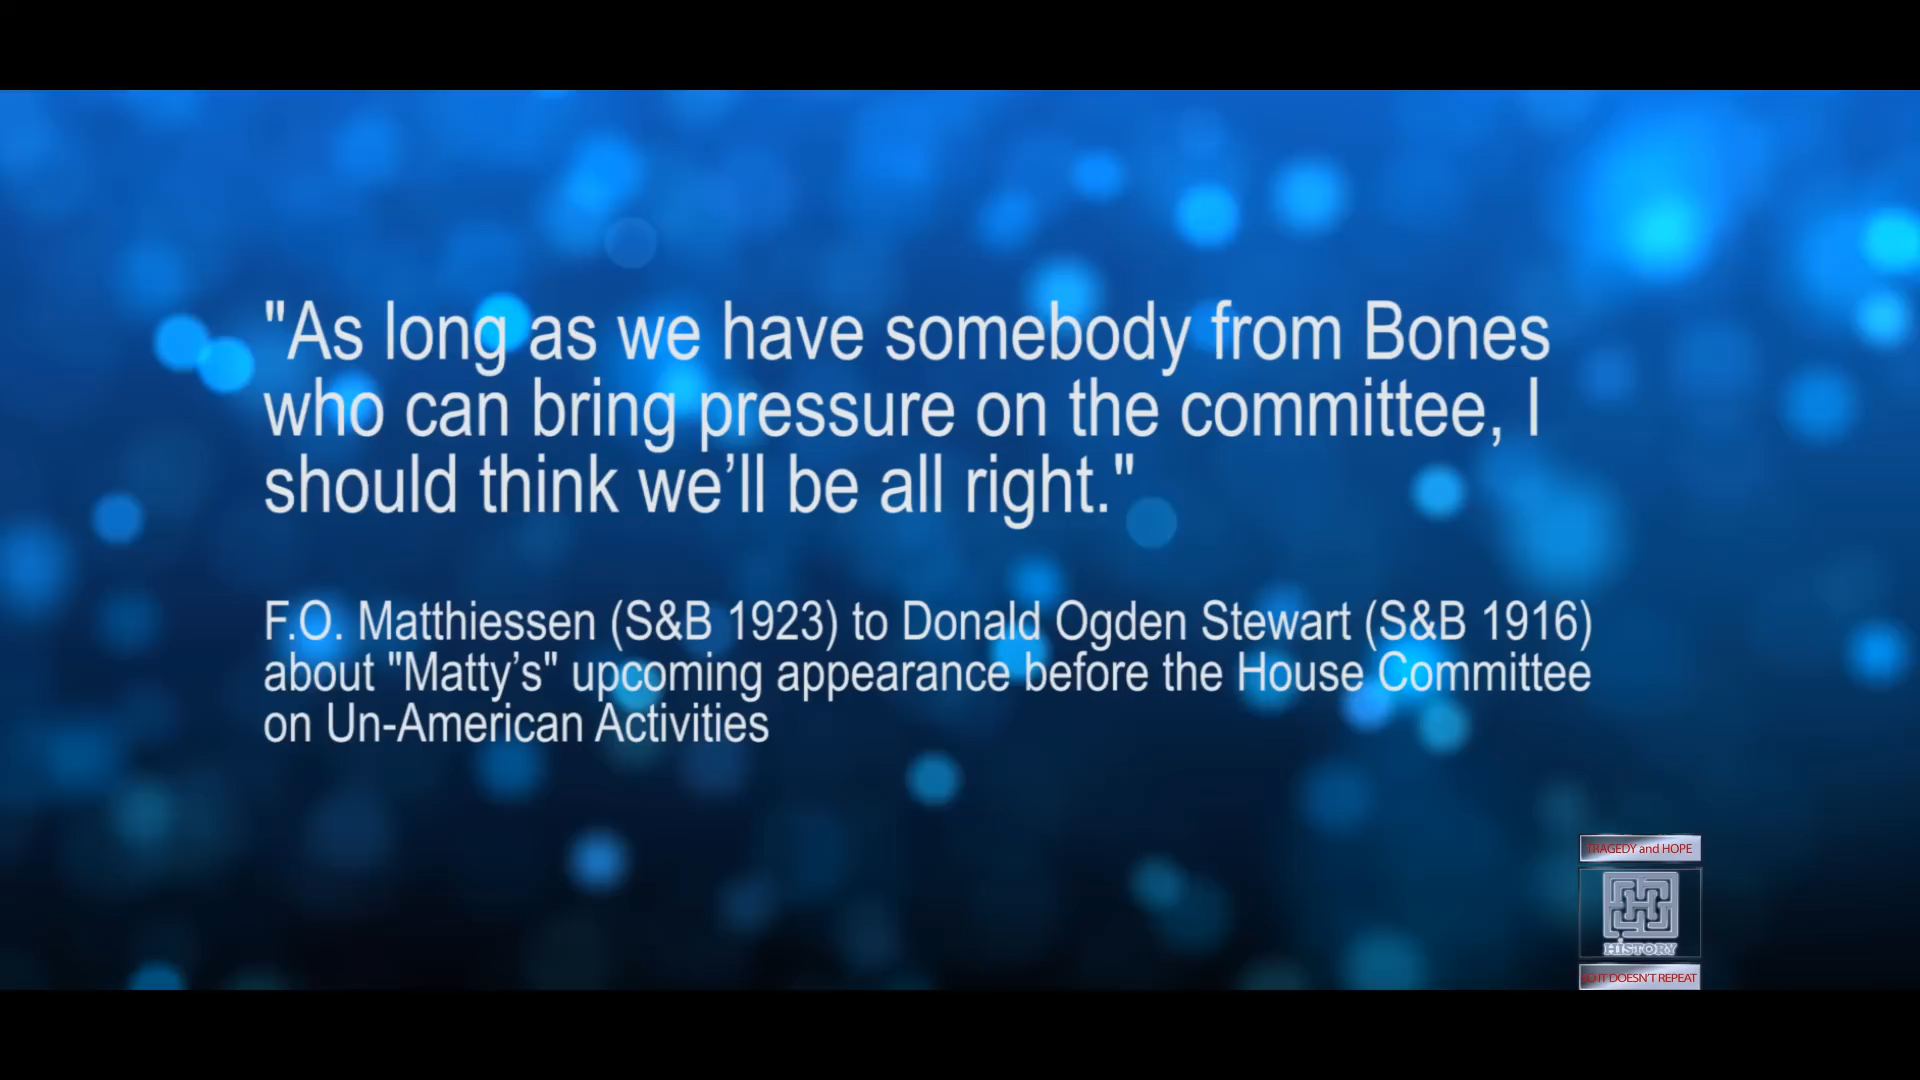 "As long as we have somebody from Bones
who can bring pressure on the committee, I
should think we’ll be all right."
F.O. Matthiessen (S&B 1923) to Donald Ogden Stewart (S&B 1916)
about "Matty’s" upcoming appearance before the House Committee
on Un-American Activities
TRAGEDY and HOPE
HISTORY
SO IT DOESN'T REPEAT